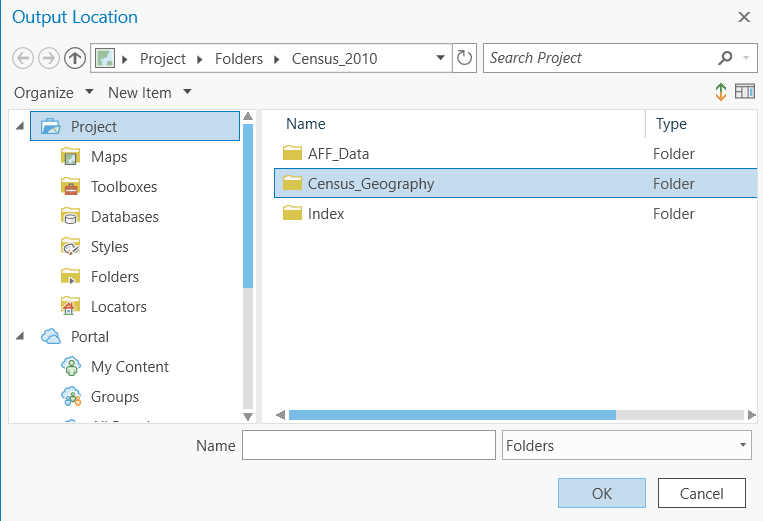 Output Location
Project Folders Census_2010
Search Project
Organize New Item
Project
Maps
Toolboxes
Databases
Styles
Folders
Locators
Portal
My Content
Groups
Name Type
AFF_Data Folder
Census_Geography Folder
Index Folder
Name
Folders
OK Cancel